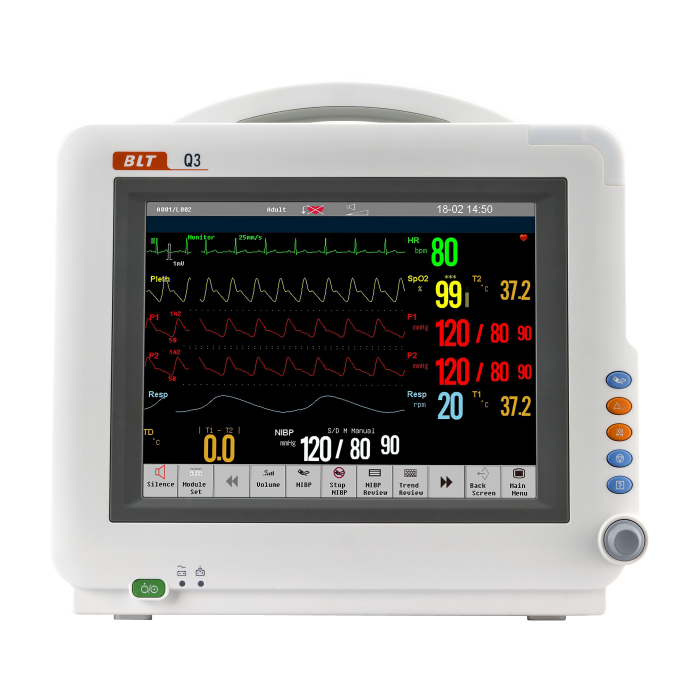 BLT Q3
A001/L002 Adult 18-02 14:50
II Monitor 25mm/s
1mV
HR
bpm 80
Pleth
SpO2 *** T2
% 99 °C 37.2
P1 142
58
P1
mmHg 120 / 80 90
P2 142
58
P2
mmHg 120 / 80 90
Resp
Resp T1
rpm 20 °C 37.2
TD | T1 - T2 |
°C 0.0
NIBP S/D M Manual
mmHg 120 / 80 90
Silence
Module
Set
Volume
NIBP
Stop
NIBP
NIBP
Review
Trend
Review
Back
Screen
Main
Menu